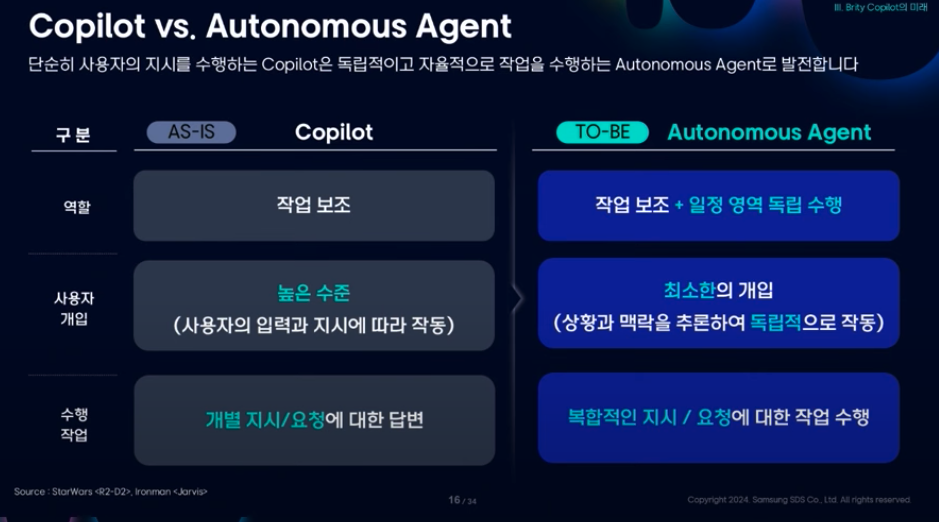 III. Brity Copilot의 미래
Copilot vs. Autonomous Agent
단순히 사용자의 지시를 수행하는 Copilot은 독립적이고 자율적으로 작업을 수행하는 Autonomous Agent로 발전합니다
구 분
AS-IS
Copilot
TO-BE
Autonomous Agent
역할
작업 보조
작업 보조 + 일정 영역 독립 수행
사용자
개입
높은 수준
(사용자의 입력과 지시에 따라 작동)
최소한의 개입
(상황과 맥락을 추론하여 독립적으로 작동)
수행
작업
개별 지시/요청에 대한 답변
복합적인 지시 / 요청에 대한 작업 수행
Source : StarWars <R2-D2>, Ironman <Jarvis>
16 / 34
Copyright 2024. Samsung SDS Co., Ltd. All rights reserved.